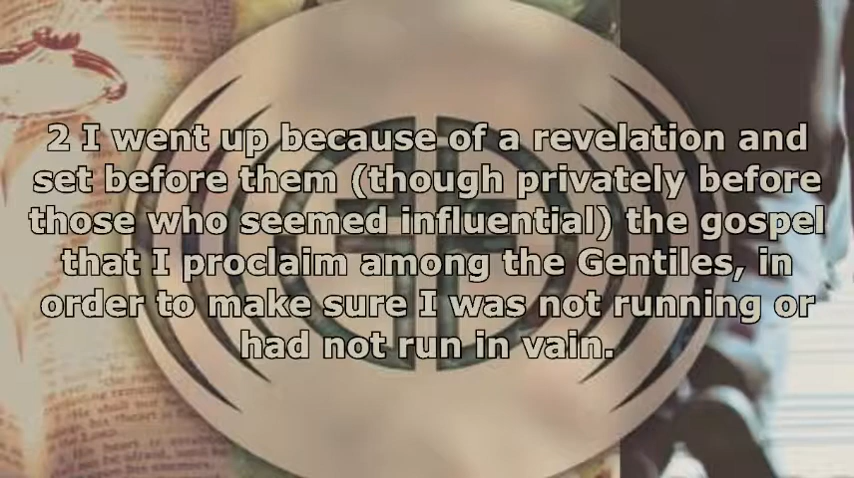 2 I went up because of a revelation and
set before them (though privately before
those who seemed influential) the gospel
that I proclaim among the Gentiles, in
order to make sure I was not running or
had not run in vain.